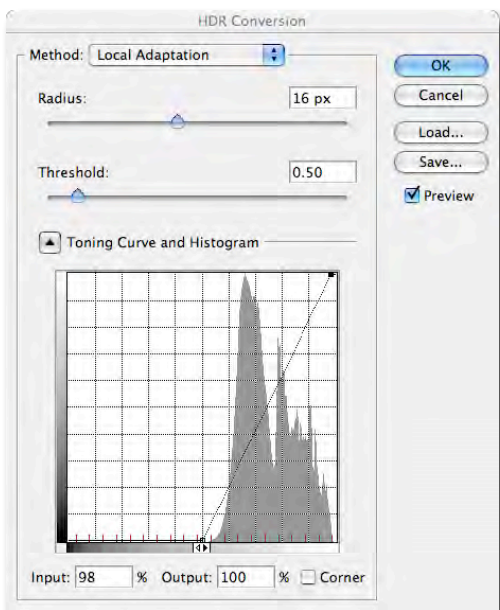 HDR Conversion
Method: Local Adaptation
OK
Radius: 16 px
Cancel
Load...
Threshold: 0.50
Save...
Preview
Toning Curve and Histogram
Input: 98 % Output: 100 % Corner